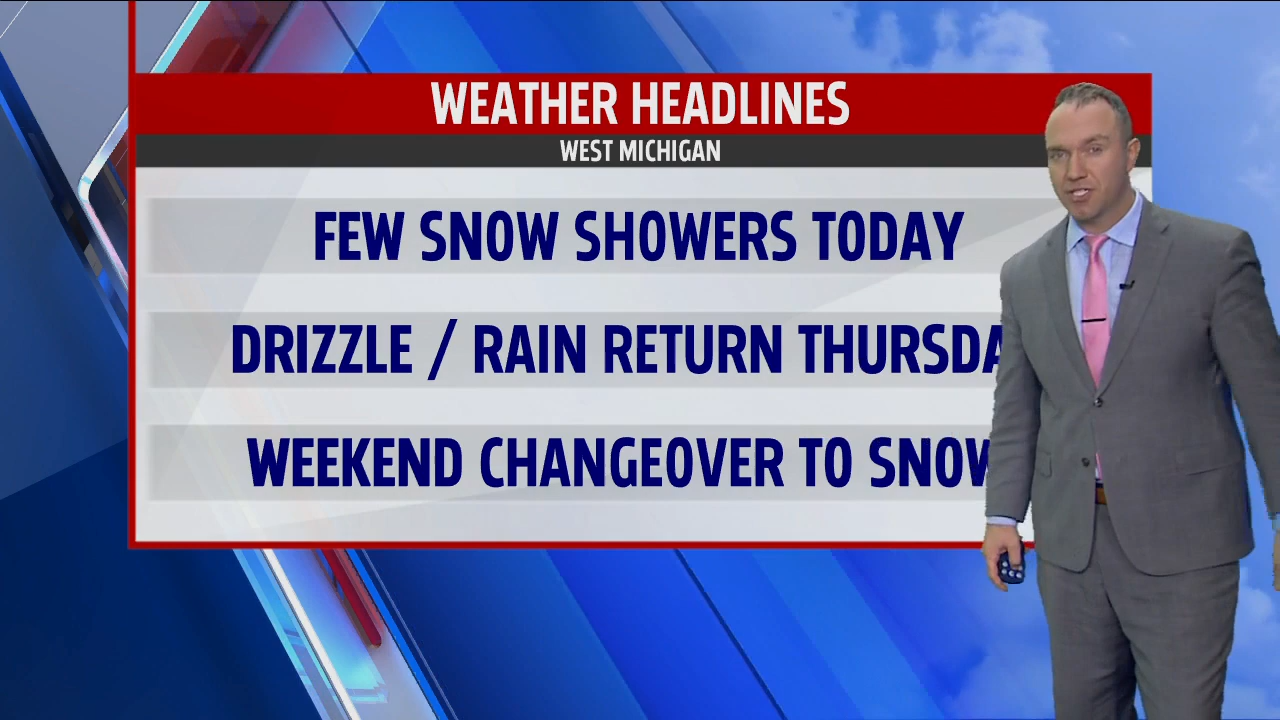 WEATHER HEADLINES
WEST MICHIGAN
FEW SNOW SHOWERS TODAY
DRIZZLE / RAIN RETURN THURSDA
WEEKEND CHANGEOVER TO SNOW